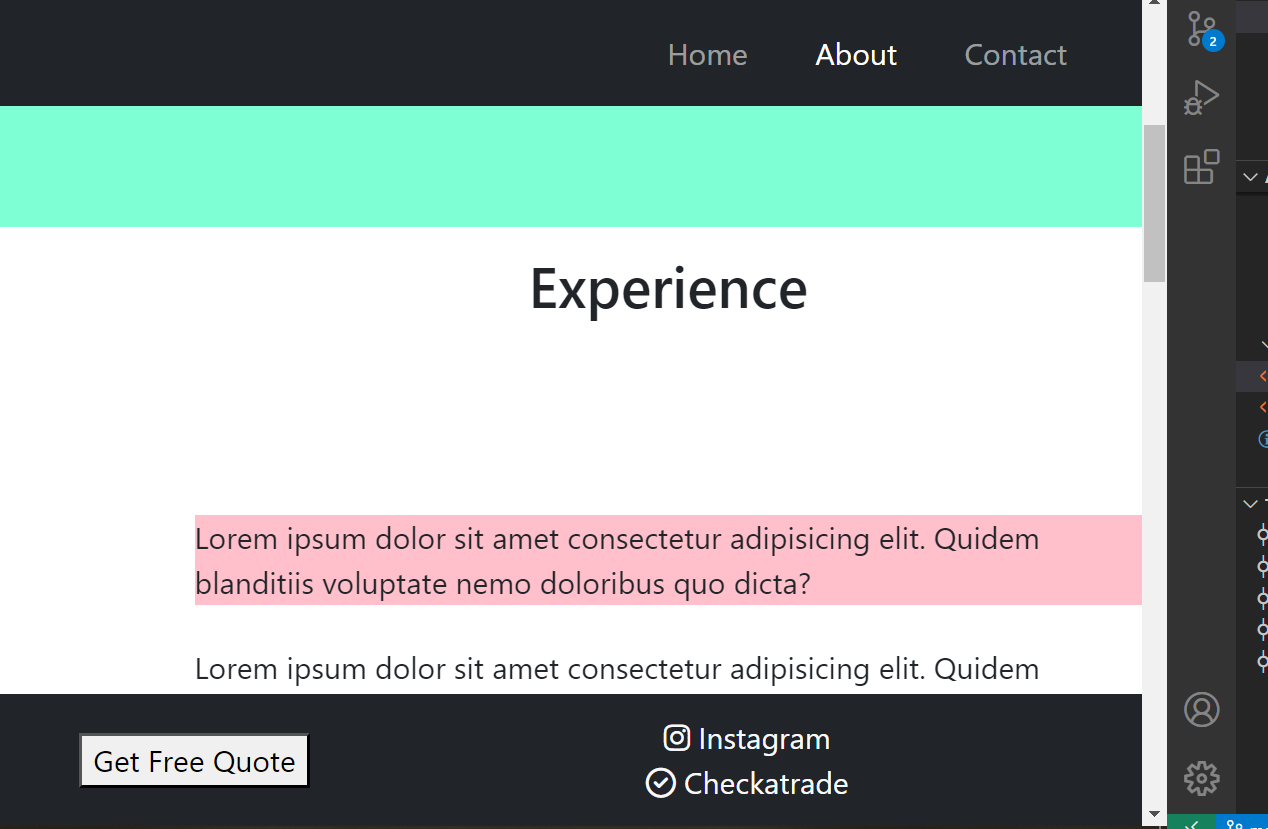 Home About Contact
2
Experience
Lorem ipsum dolor sit amet consectetur adipisicing elit. Quidem
blanditiis voluptate nemo doloribus quo dicta?
Lorem ipsum dolor sit amet consectetur adipisicing elit. Quidem
Get Free Quote
Instagram
Checkatrade